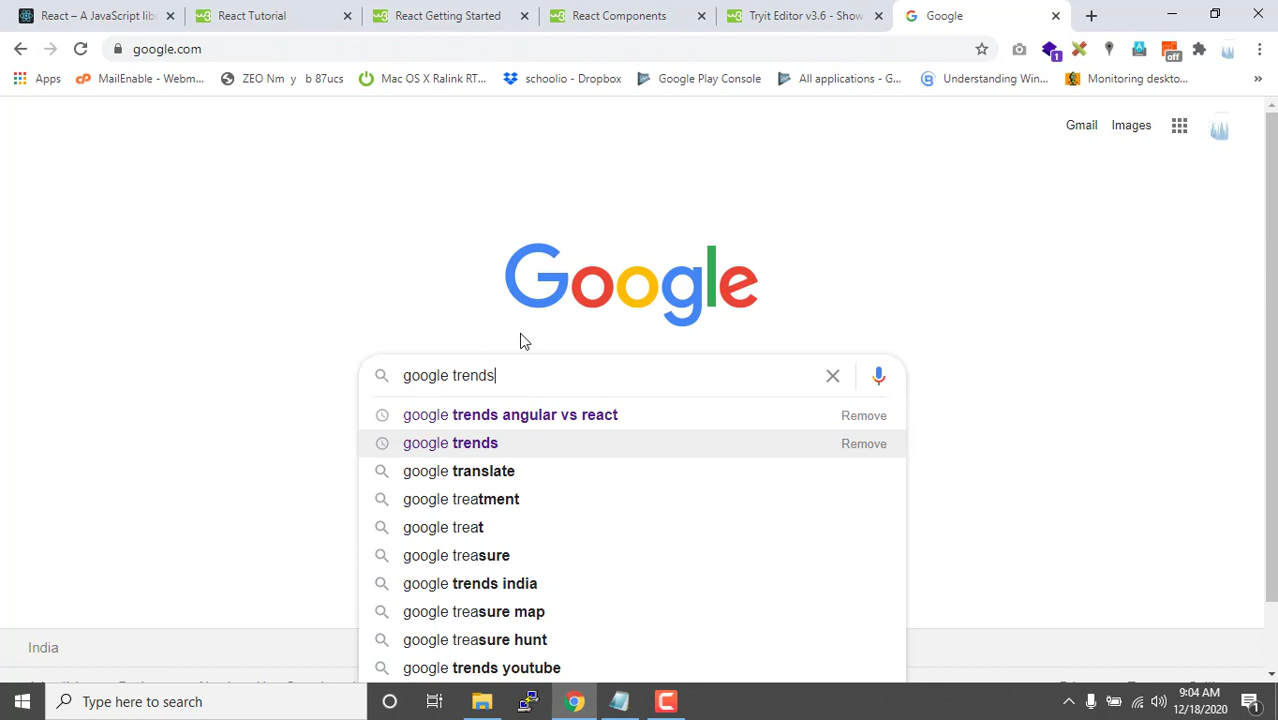 React – A JavaScript lib
React Tutorial
React Getting Started
React Components
Tryit Editor v3.6 - Show
Google
google.com
1
off
Apps
MailEnable - Webm...
ZEO Nm y b 87ucs
Mac OS X Ralink RT...
schoolio - Dropbox
Google Play Console
All applications - G...
Understanding Win...
Monitoring deskto...
»
Gmail
Images
Google
google trends
google trends angular vs react
Remove
google trends
Remove
google translate
google treatment
google treat
google treasure
google trends india
google treasure map
google treasure hunt
google trends youtube
India
Type here to search
9:04 AM
12/18/2020
1